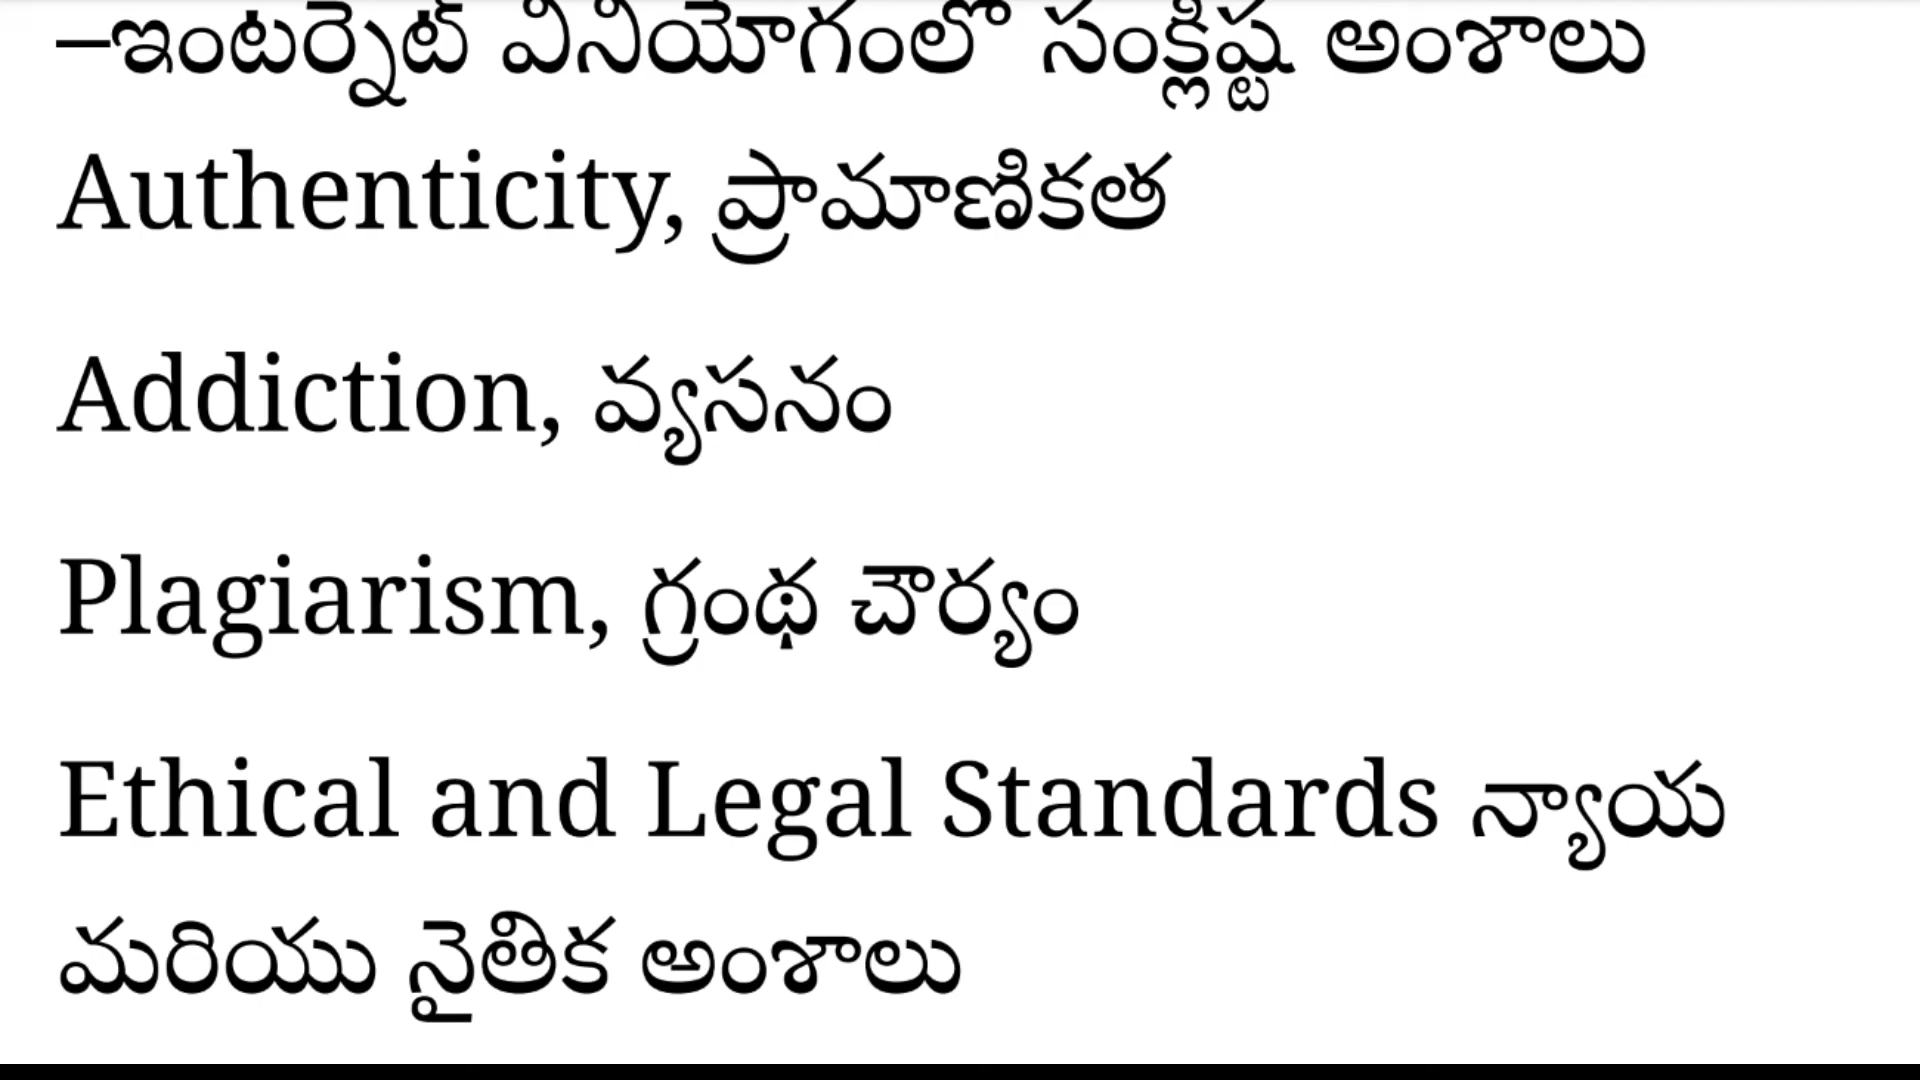 –ఇంటర్నెట్ వినియోగంలో సంక్లిష్ట అంశాలు
Authenticity, ప్రామాణికత
Addiction, వ్యసనం
Plagiarism, గ్రంథ చౌర్యం
Ethical and Legal Standards న్యాయ
మరియు నైతిక అంశాలు